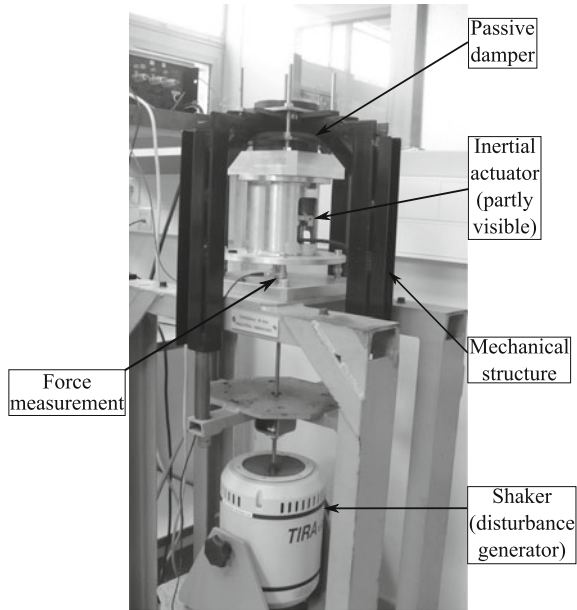 Passive
damper
Inertial
actuator
(partly
visible)
Mechanical
structure
Force
measurement
Shaker
(disturbance
generator)
TIRA